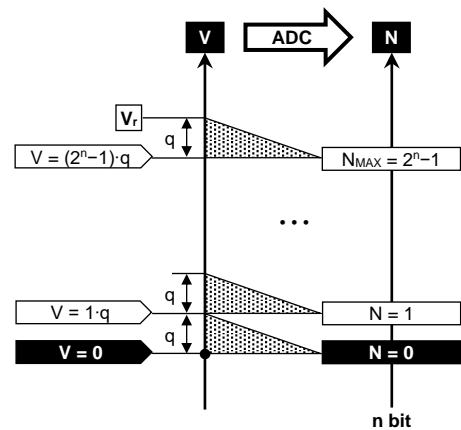 V
ADC
N
Vr
q
V = (2ⁿ−1)·q
NMAX = 2ⁿ−1
...
q
V = 1·q
N = 1
q
V = 0
N = 0
n bit